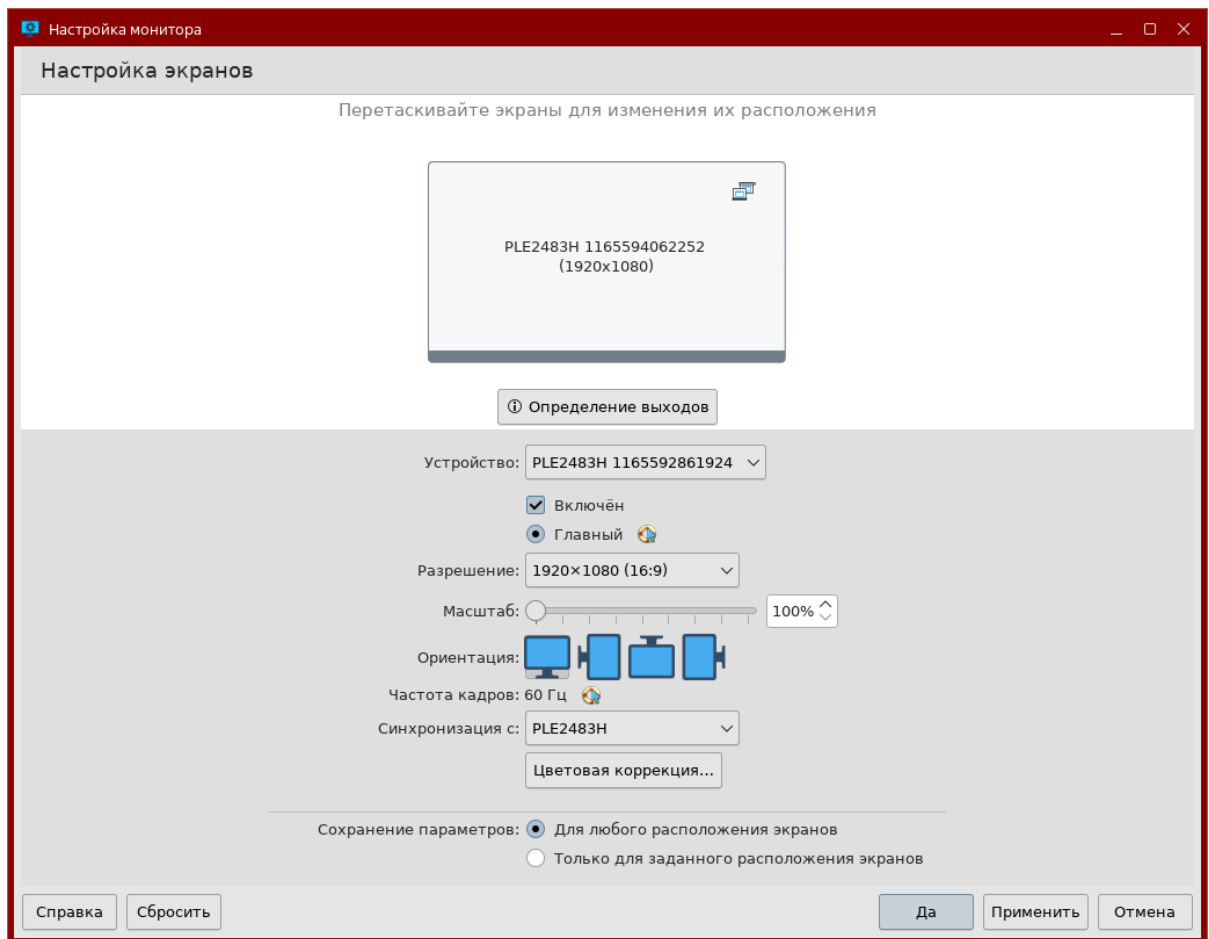 Настройка монитора
Настройка экранов
Перетаскивайте экраны для изменения их расположения
PLE2483H 1165594062252
(1920x1080)
Определение выходов
Устройство: PLE2483H 1165592861924
Включён
Главный
Разрешение: 1920×1080 (16:9)
Масштаб: 100%
Ориентация:
Частота кадров: 60 Гц
Синхронизация с: PLE2483H
Цветовая коррекция...
Сохранение параметров: Для любого расположения экранов
Только для заданного расположения экранов
Справка Сбросить Да Применить Отмена